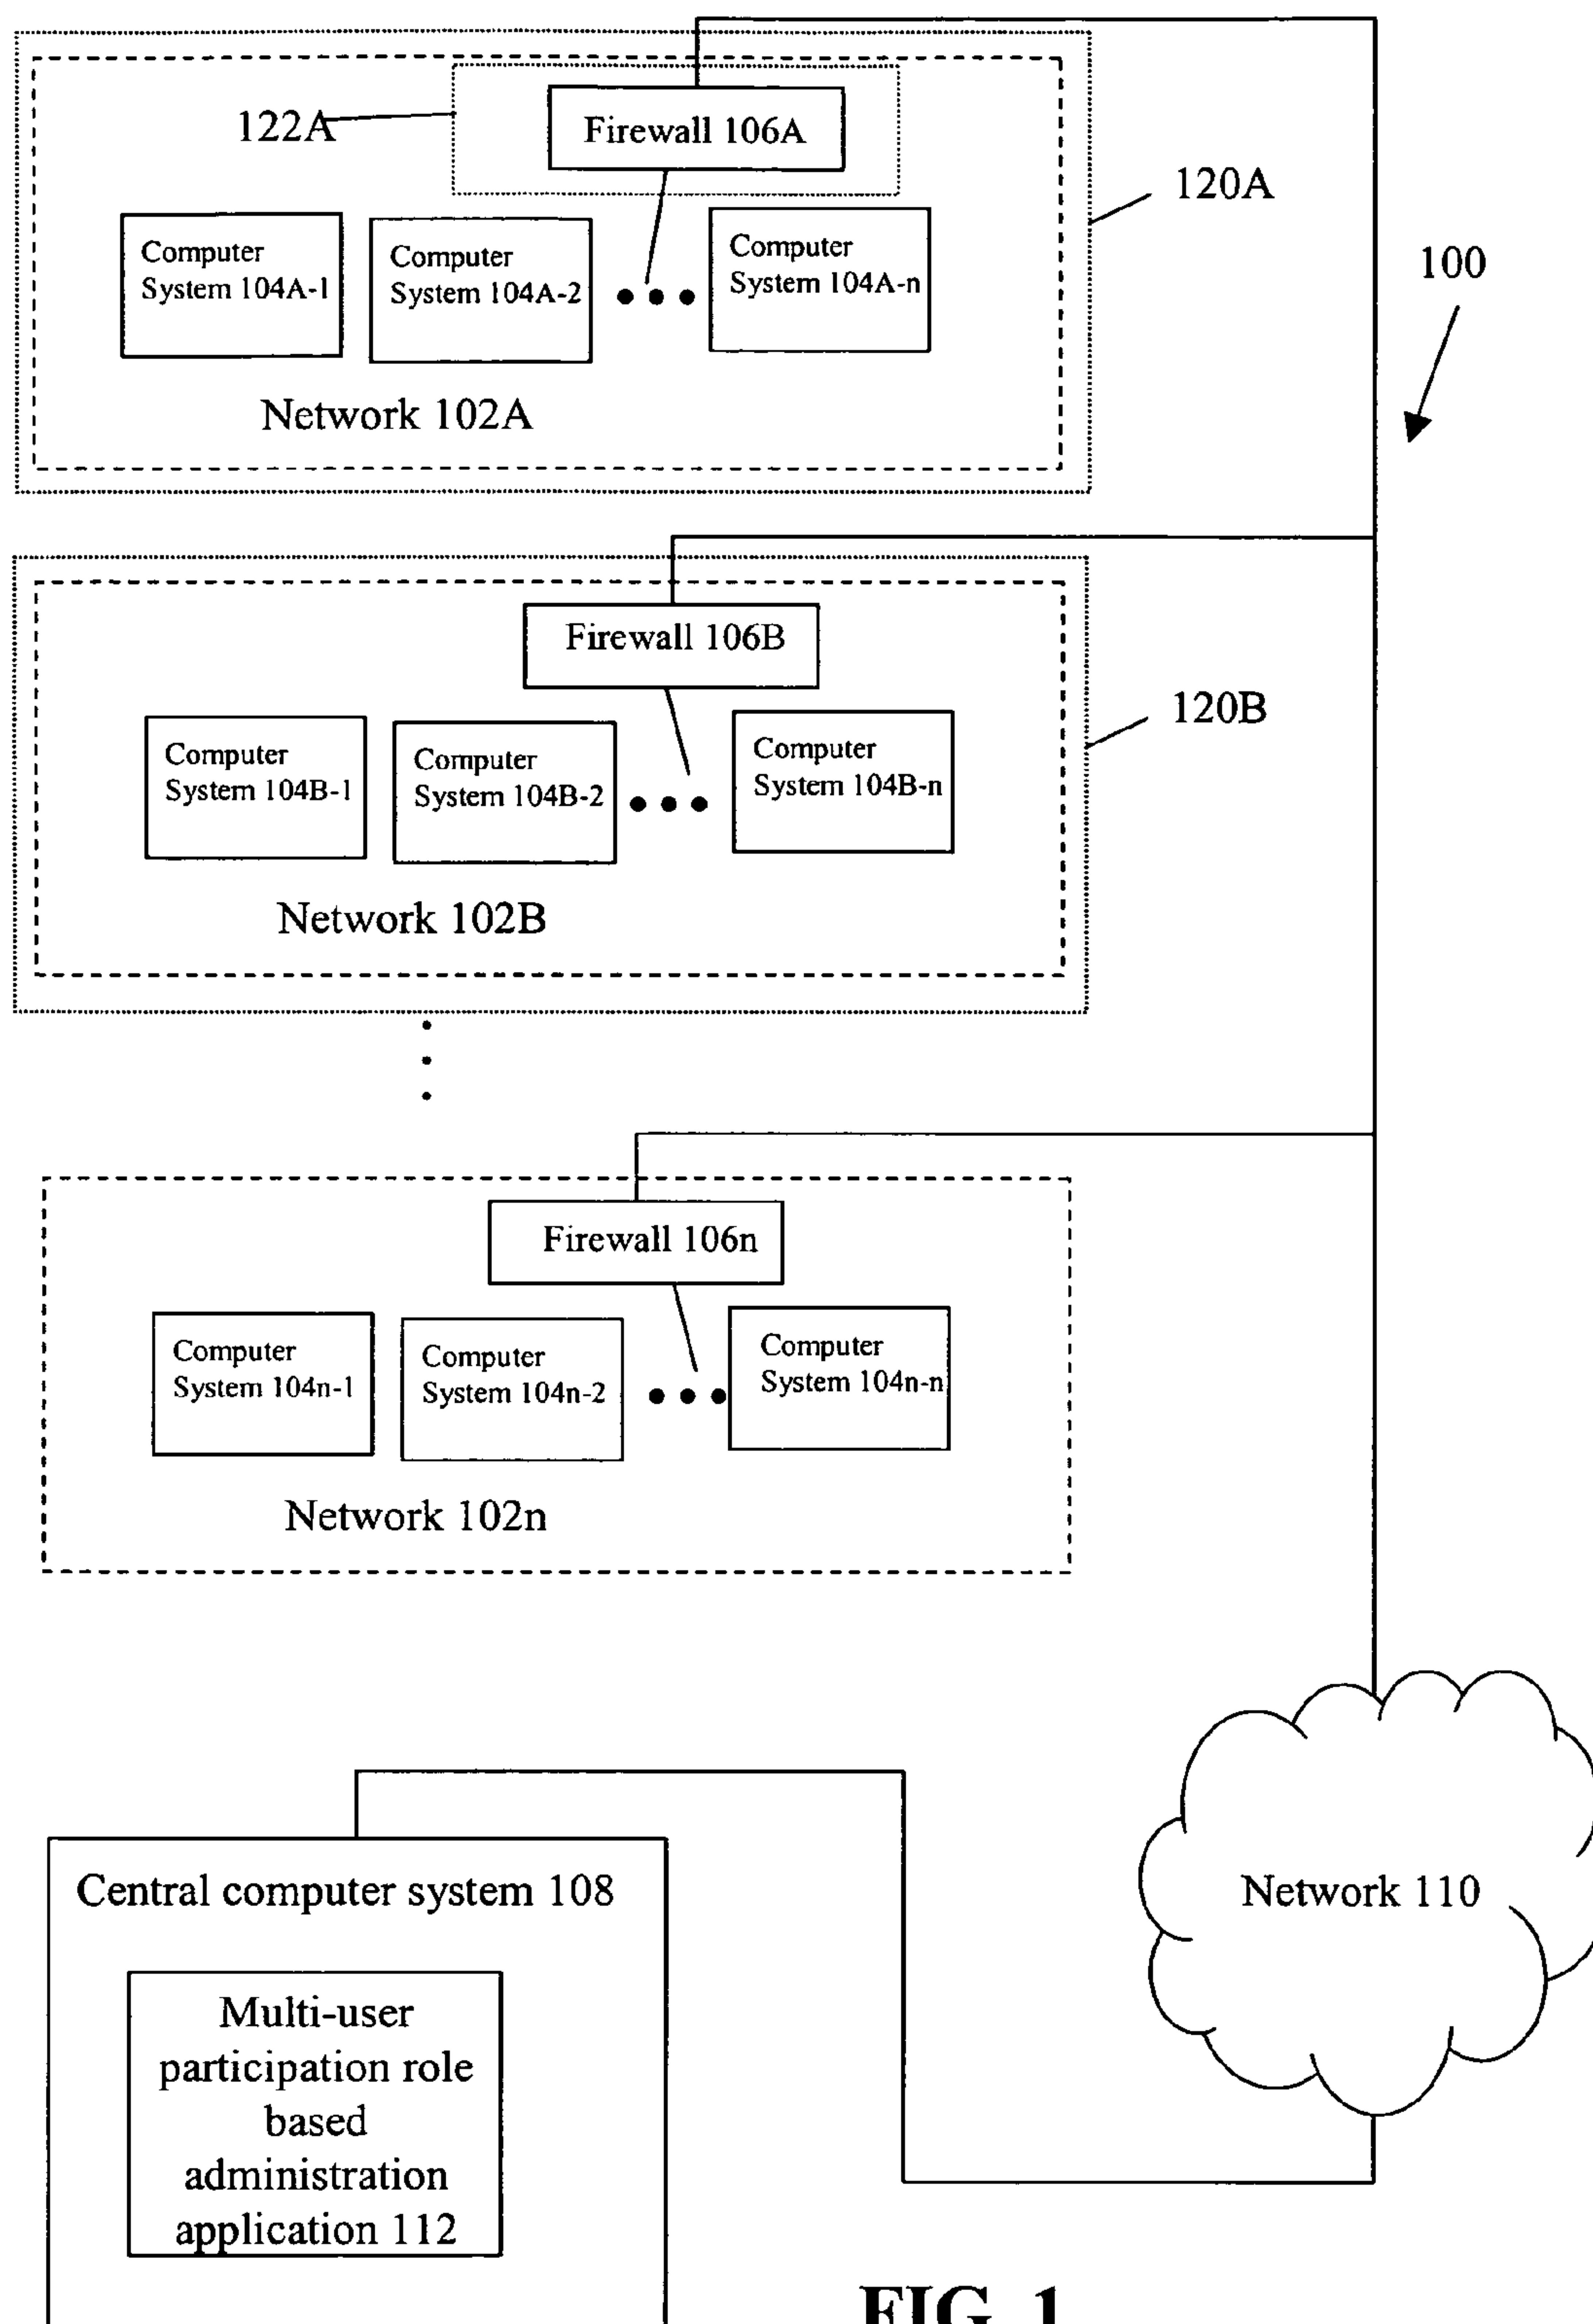 122A
Firewall 106A
120A
100
Computer
System 104A-1
Computer
System 104A-2
Computer
System 104A-n
Network 102A
Firewall 106B
120B
Computer
System 104B-1
Computer
System 104B-2
Computer
System 104B-n
Network 102B
Firewall 106n
Computer
System 104n-1
Computer
System 104n-2
Computer
System 104n-n
Network 102n
Central computer system 108
Network 110
Multi-user
participation role
based
administration
application 112
FIG. 1